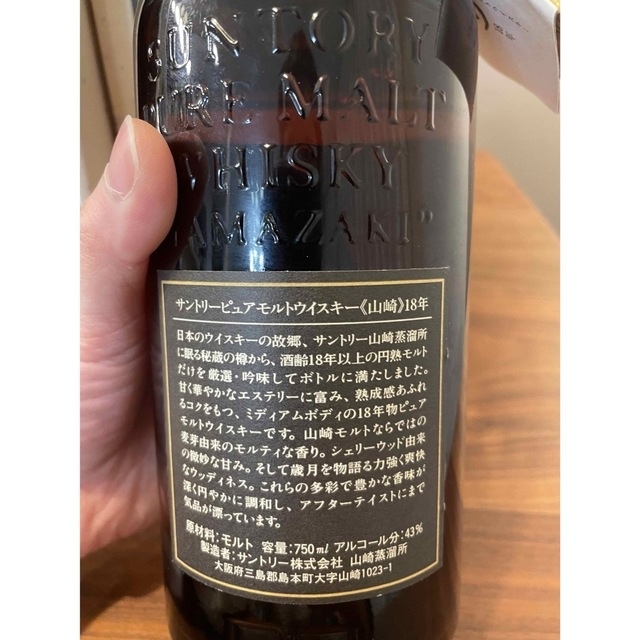 SUNTORY
PURE MALT
WHISKY
YAMAZAKI"
サントリーピュアモルトウイスキー《山崎》18年
日本のウイスキーの故郷、サントリー山崎蒸溜所
に眠る秘蔵の樽から、酒齢18年以上の円熟モルト
だけを厳選・吟味してボトルに満たしました。
甘く華やかなエステリーに富み、熟成感あふれ
るコクをもつ、ミディアムボディの18年物ピュア
モルトウイスキーです。山崎モルトならではの
麦芽由来のモルティな香り。シェリーウッド由来
の微妙な甘み。そして歳月を物語る力強く爽快
なウッディネス。これらの多彩で豊かな香味が
深く円やかに調和し、アフターテイストにまで
気品が漂っています。
原材料:モルト 容量:750ml アルコール分:43%
製造者:サントリー株式会社 山崎蒸溜所
大阪府三島郡島本町大字山崎1023-1